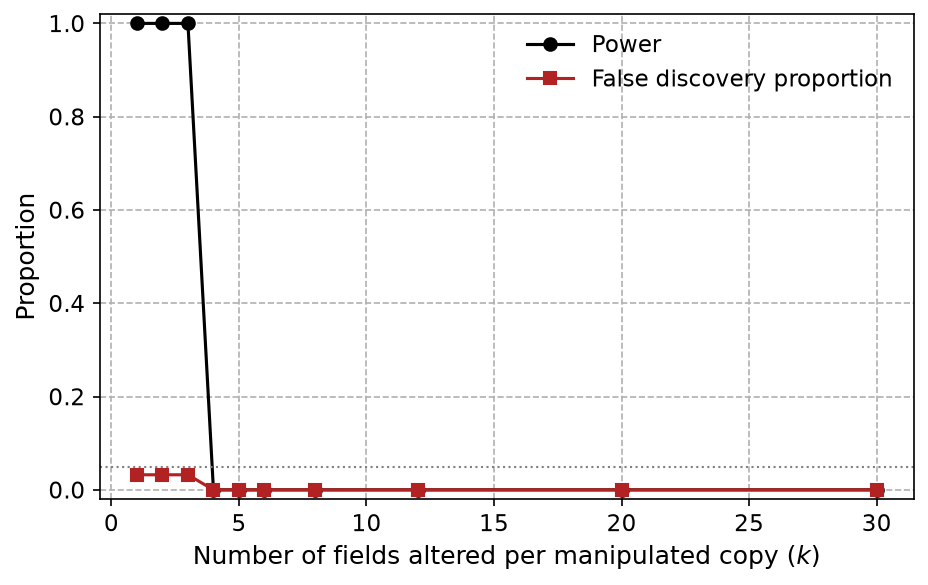 1.0
0.8
0.6
0.4
0.2
0.0
Proportion
Power
False discovery proportion
0 5 10 15 20 25 30
Number of fields altered per manipulated copy (k)